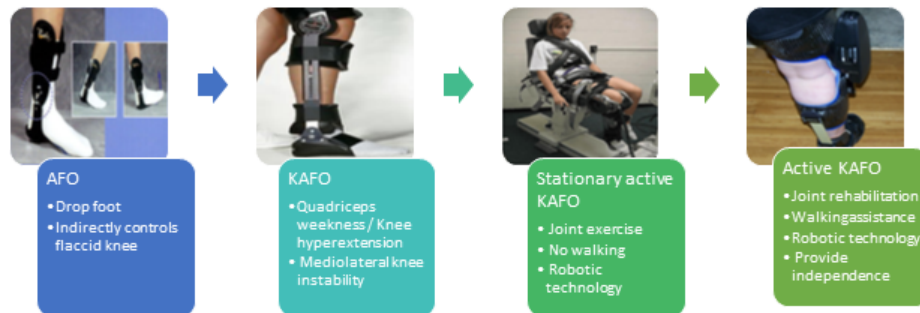 AFO
• Drop foot
• Indirectly controls
flaccid knee
KAFO
• Quadriceps
weekness/ Knee
hyperextension
• Mediolateral knee
instability
Stationary active
KAFO
• Joint exercise
• No walking
• Robotic
technology
Active KAFO
• Joint rehabilitation
• Walkingassistance
• Robotic technology
• Provide
independence